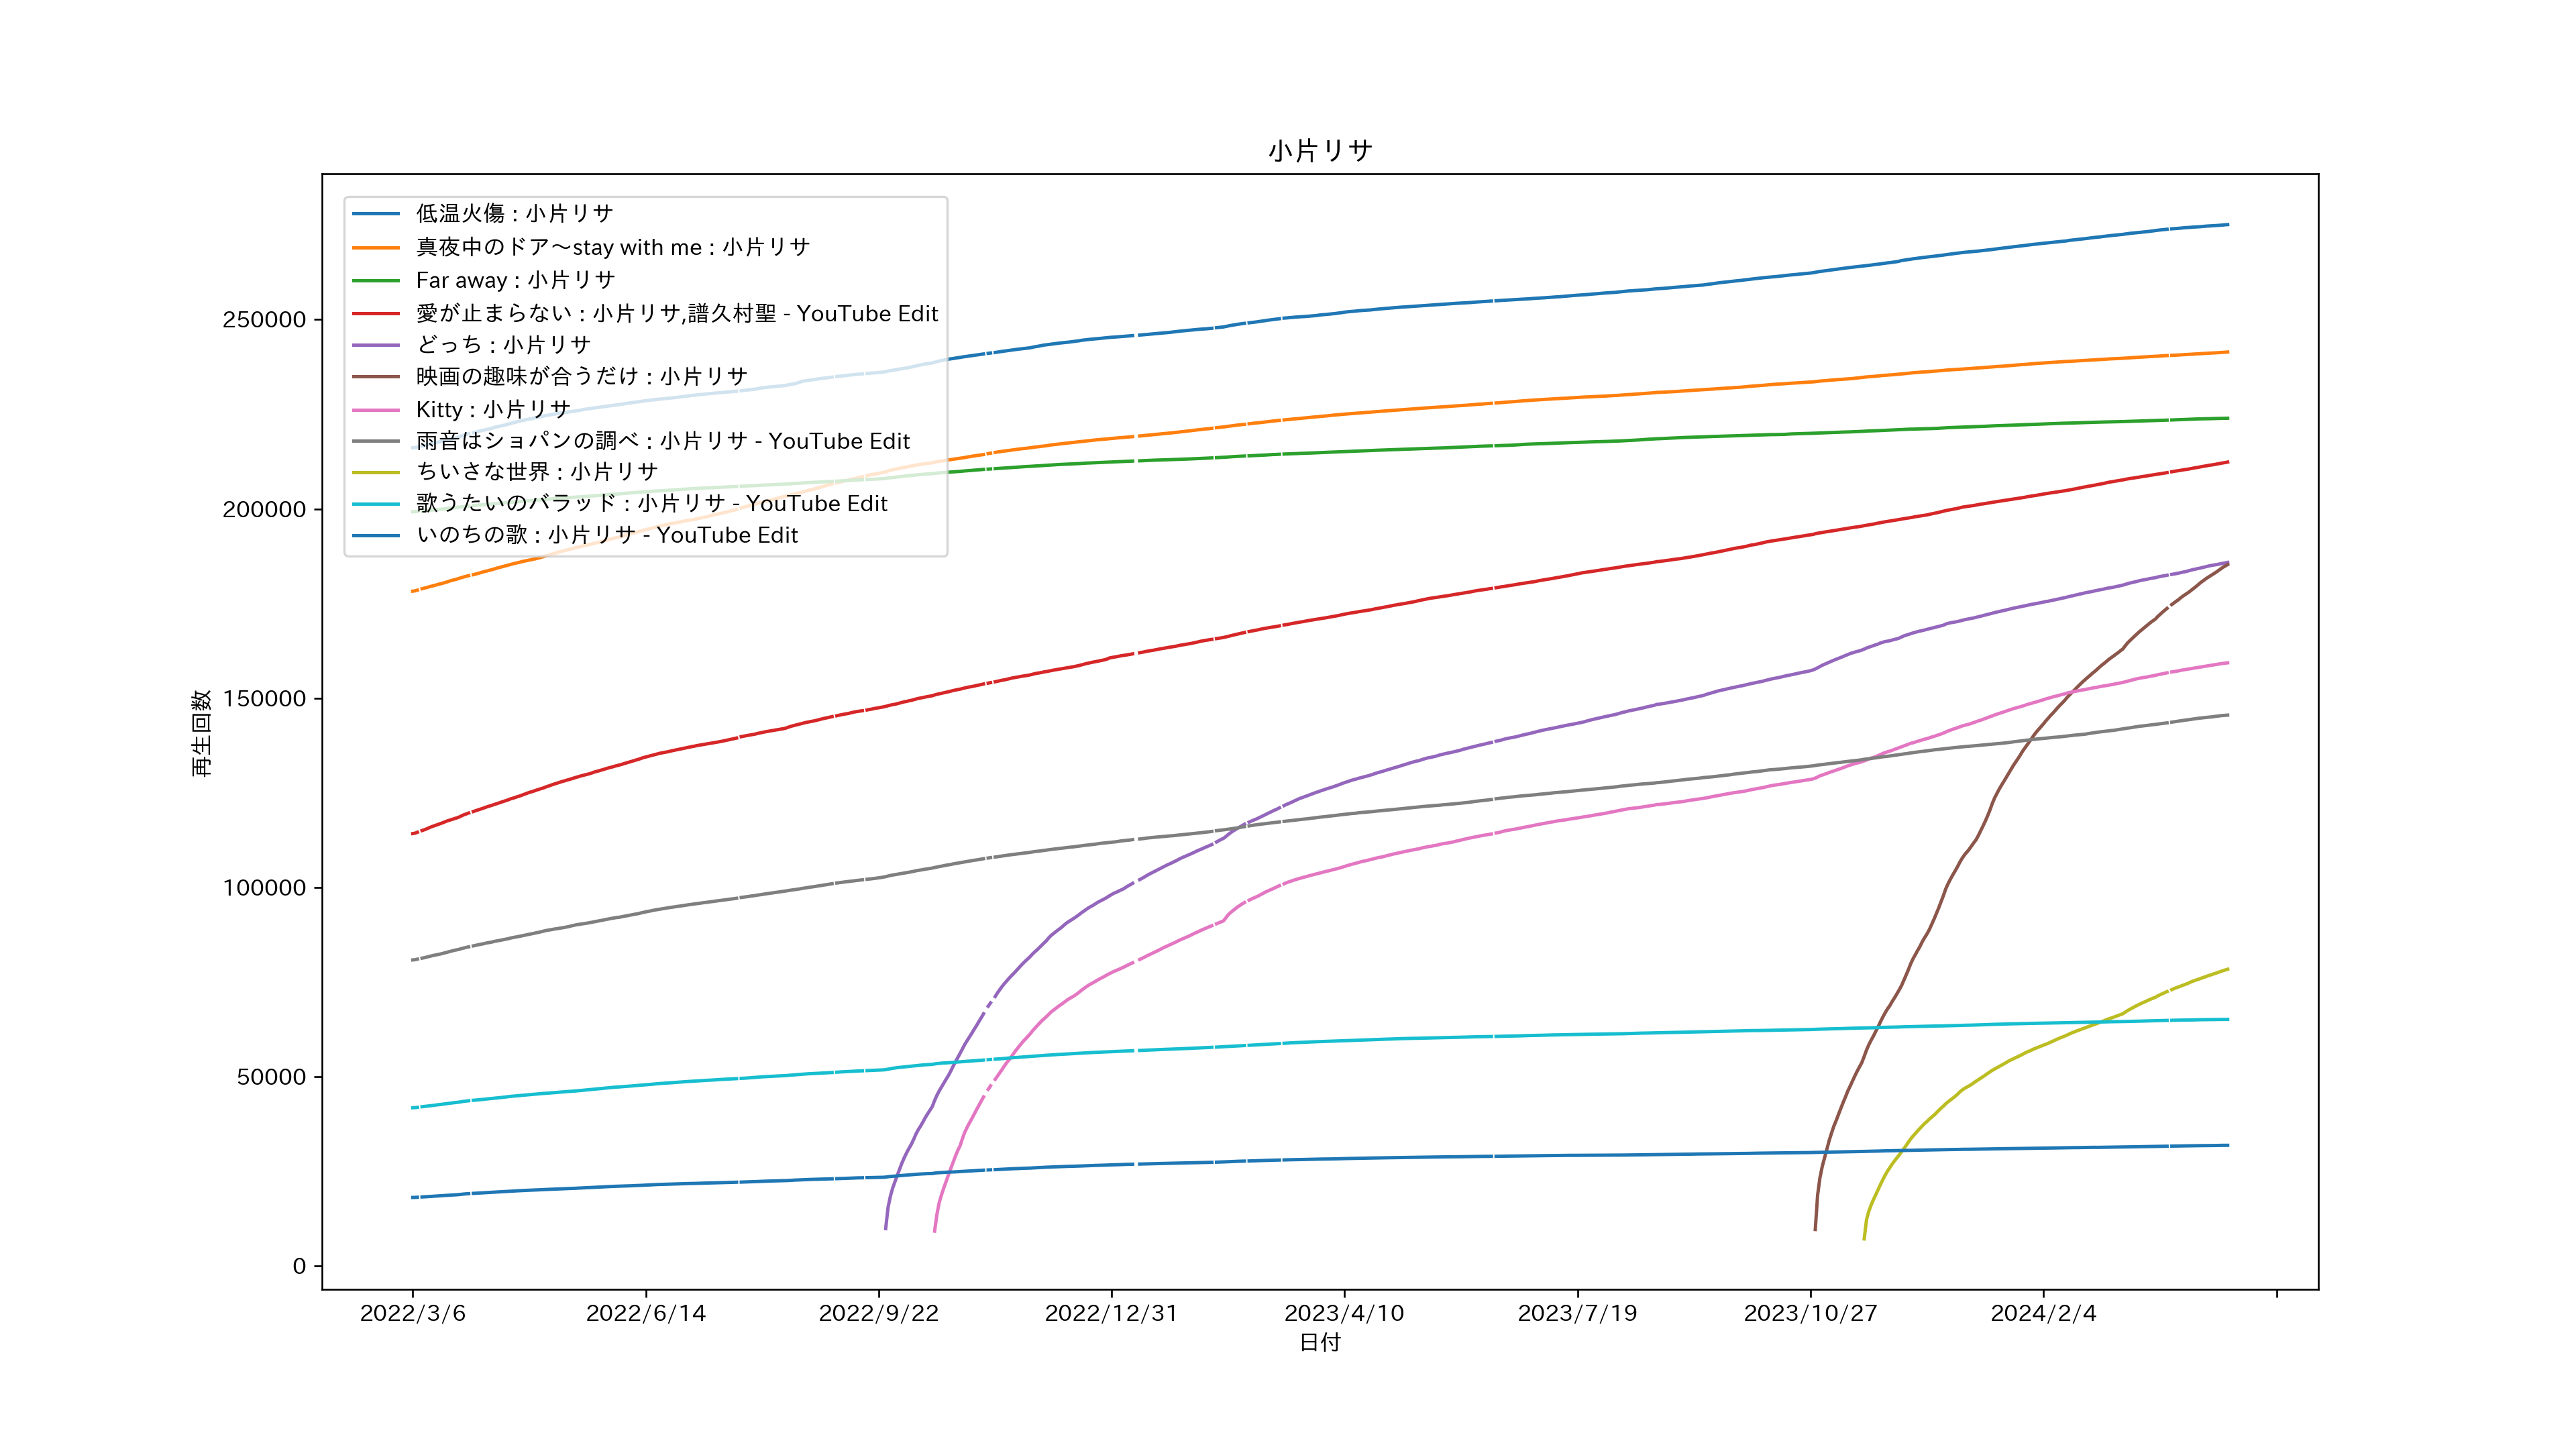 小片リサ
低温火傷 : 小片リサ
真夜中のドア～stay with me : 小片リサ
Far away : 小片リサ
愛が止まらない : 小片リサ,譜久村聖 - YouTube Edit
どっち : 小片リサ
映画の趣味が合うだけ : 小片リサ
Kitty : 小片リサ
雨音はショパンの調べ : 小片リサ - YouTube Edit
ちいさな世界 : 小片リサ
歌うたいのバラッド : 小片リサ - YouTube Edit
いのちの歌 : 小片リサ - YouTube Edit
再生回数
250000
200000
150000
100000
50000
0
2022/3/6 2022/6/14 2022/9/22 2022/12/31 2023/4/10 2023/7/19 2023/10/27 2024/2/4
日付